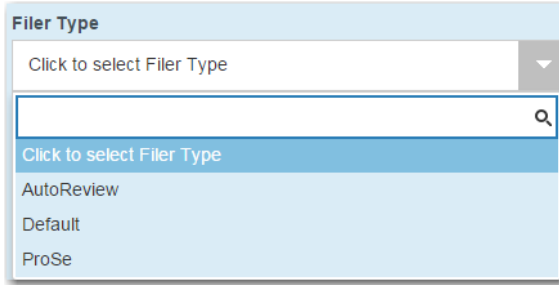 Filer Type
Click to select Filer Type
Click to select Filer Type
AutoReview
Default
ProSe